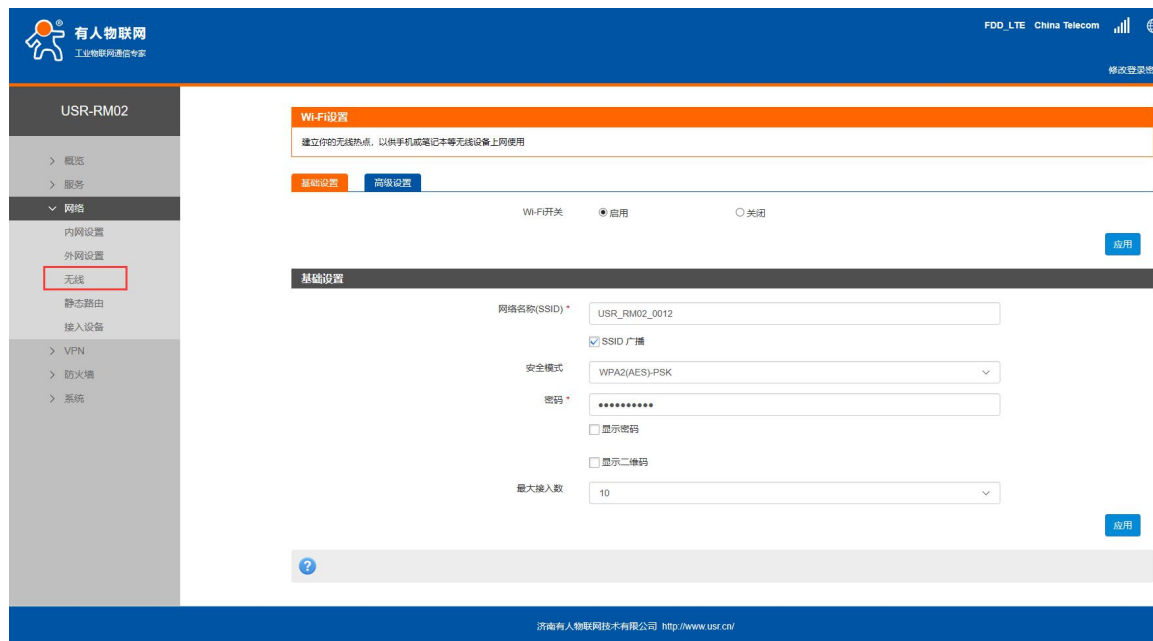 有人物联网®
工业物联网通信专家
FDD_LTE China Telecom
修改登录密
USR-RM02
概览
服务
网络
内网设置
外网设置
无线
静态路由
接入设备
VPN
防火墙
系统
Wi-Fi设置
建立你的无线热点，以供手机或笔记本等无线设备上网使用
基础设置 高级设置
Wi-Fi开关 启用 关闭
应用
基础设置
网络名称(SSID) * USR_RM02_0012
SSID 广播
安全模式 WPA2(AES)-PSK
密码 * ••••••••••
显示密码
显示二维码
最大接入数 10
应用
?
济南有人物联网技术有限公司 http://www.usr.cn/